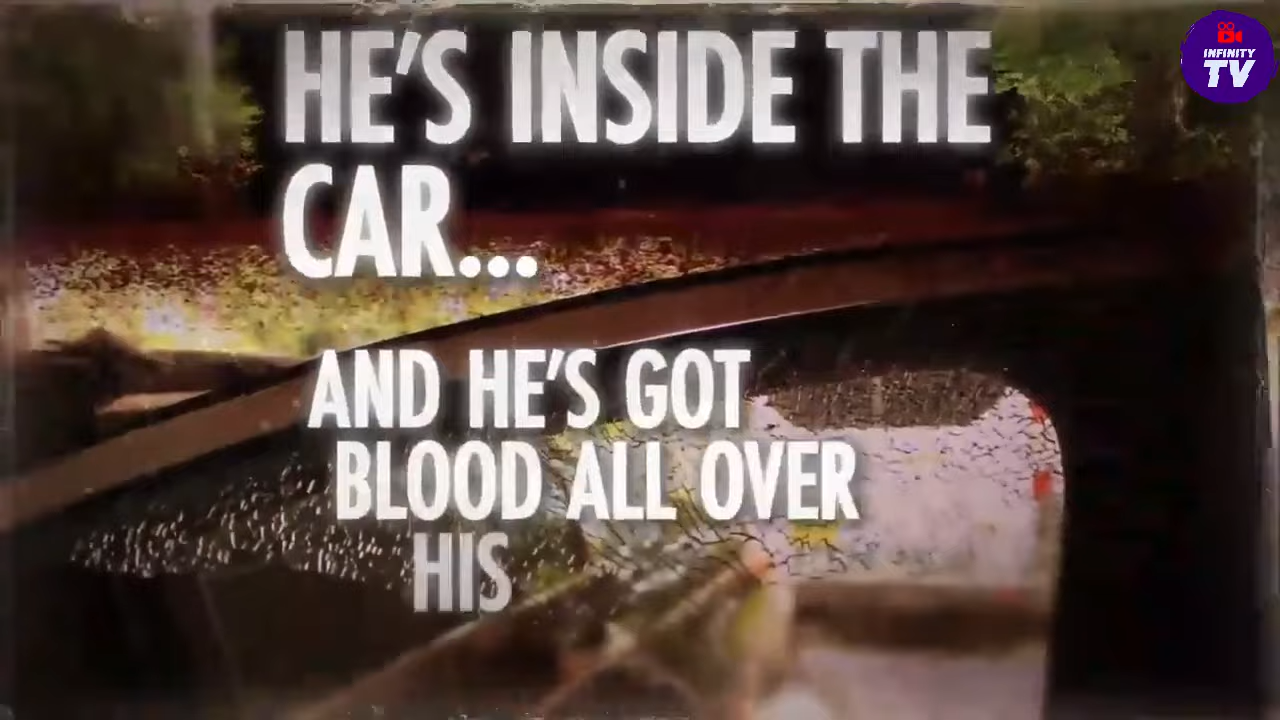 HE'S INSIDE THE
CAR...
AND HE'S GOT
BLOOD ALL OVER
HIS
INFINITY
TV